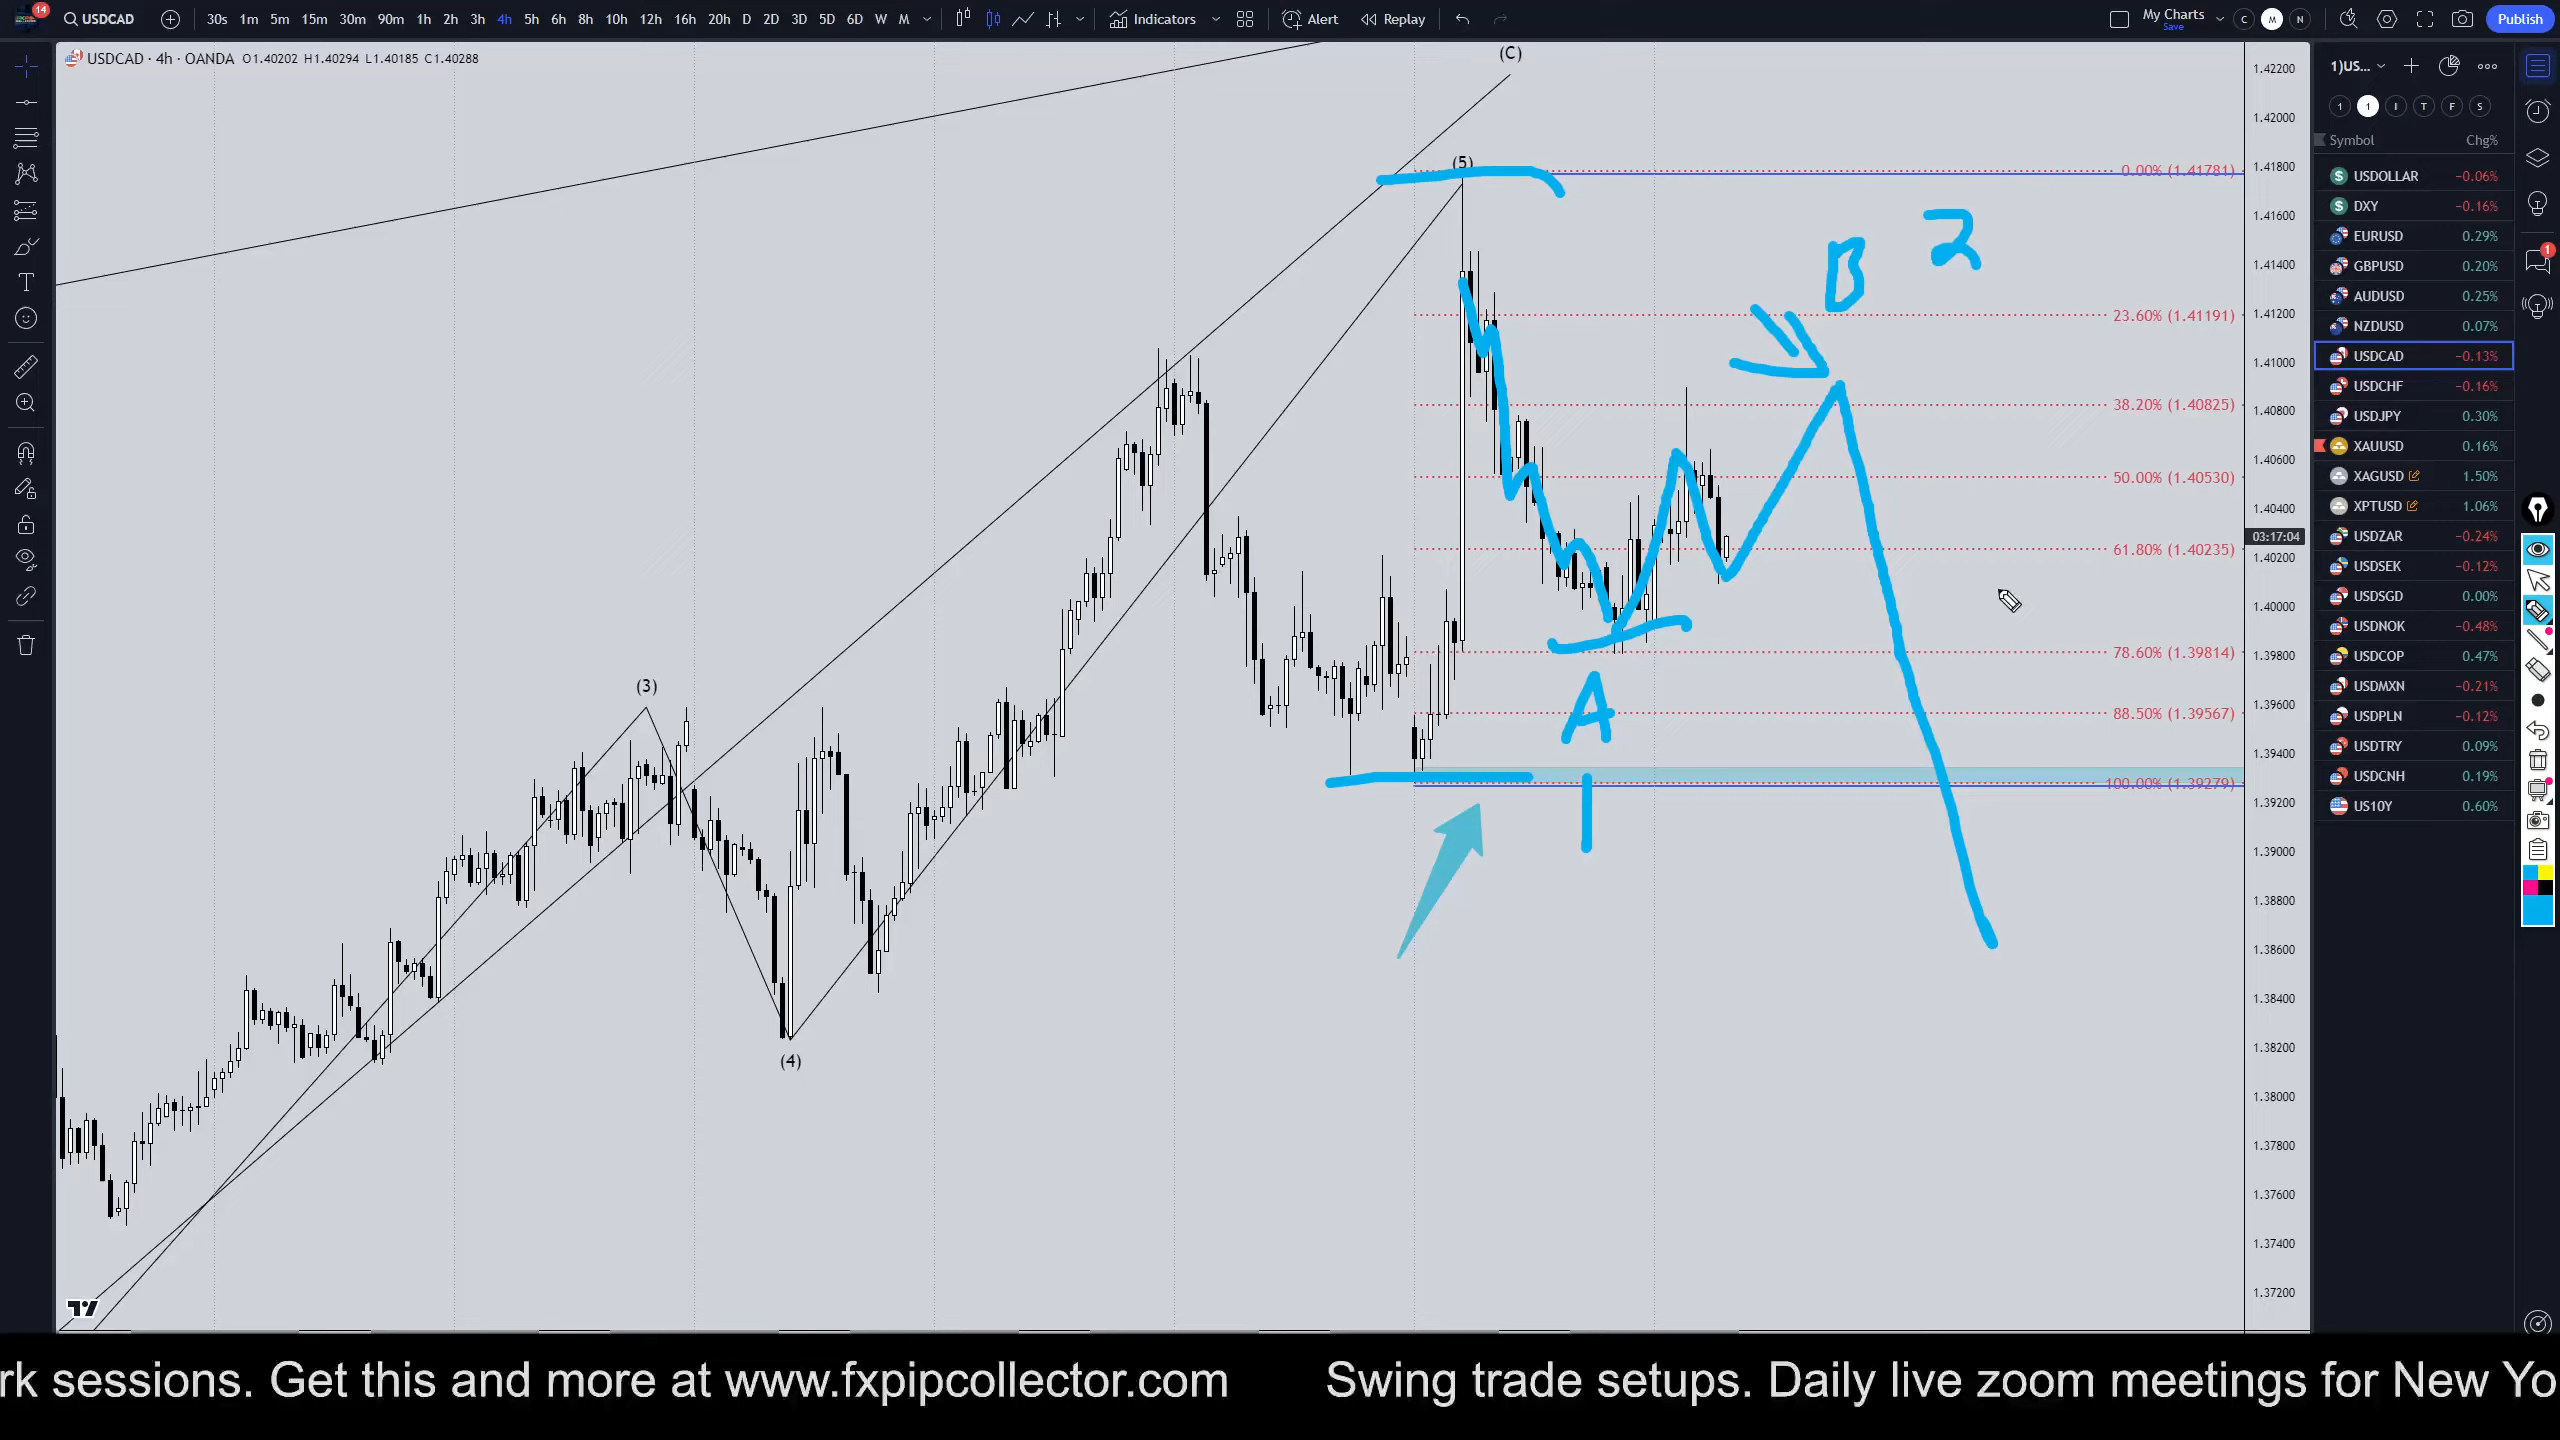 14
USDCAD
30s 1m 5m 15m 30m 90m 1h 2h 3h 4h 5h 6h 8h 10h 12h 16h 20h D 2D 3D 5D 6D W M
Indicators
Alert
Replay
My Charts
Save
C M N
Publish
USDCAD · 4h · OANDA O1.40202 H1.40294 L1.40185 C1.40288
(C)
(5)
(3)
(4)
B 2
A
1
0.00% (1.41781)
23.60% (1.41191)
38.20% (1.40825)
50.00% (1.40530)
61.80% (1.40235)
78.60% (1.39814)
88.50% (1.39567)
100.00% (1.39279)
1.42200
1.42000
1.41800
1.41600
1.41400
1.41200
1.41000
1.40800
1.40600
1.40400
03:17:04
1.40200
1.40000
1.39800
1.39600
1.39400
1.39200
1.39000
1.38800
1.38600
1.38400
1.38200
1.38000
1.37800
1.37600
1.37400
1.37200
1)US...
1 1 I T F S
Symbol Chg%
USDOLLAR −0.06%
DXY −0.16%
EURUSD 0.29%
GBPUSD 0.20%
AUDUSD 0.25%
NZDUSD 0.07%
USDCAD −0.13%
USDCHF −0.16%
USDJPY 0.30%
XAUUSD 0.16%
XAGUSD 1.50%
XPTUSD 1.06%
USDZAR −0.24%
USDSEK −0.12%
USDSGD 0.00%
USDNOK −0.48%
USDCOP 0.47%
USDMXN −0.21%
USDPLN −0.12%
USDTRY 0.09%
USDCNH 0.19%
US10Y 0.60%
1
rk sessions. Get this and more at www.fxpipcollector.com Swing trade setups. Daily live zoom meetings for New Yo